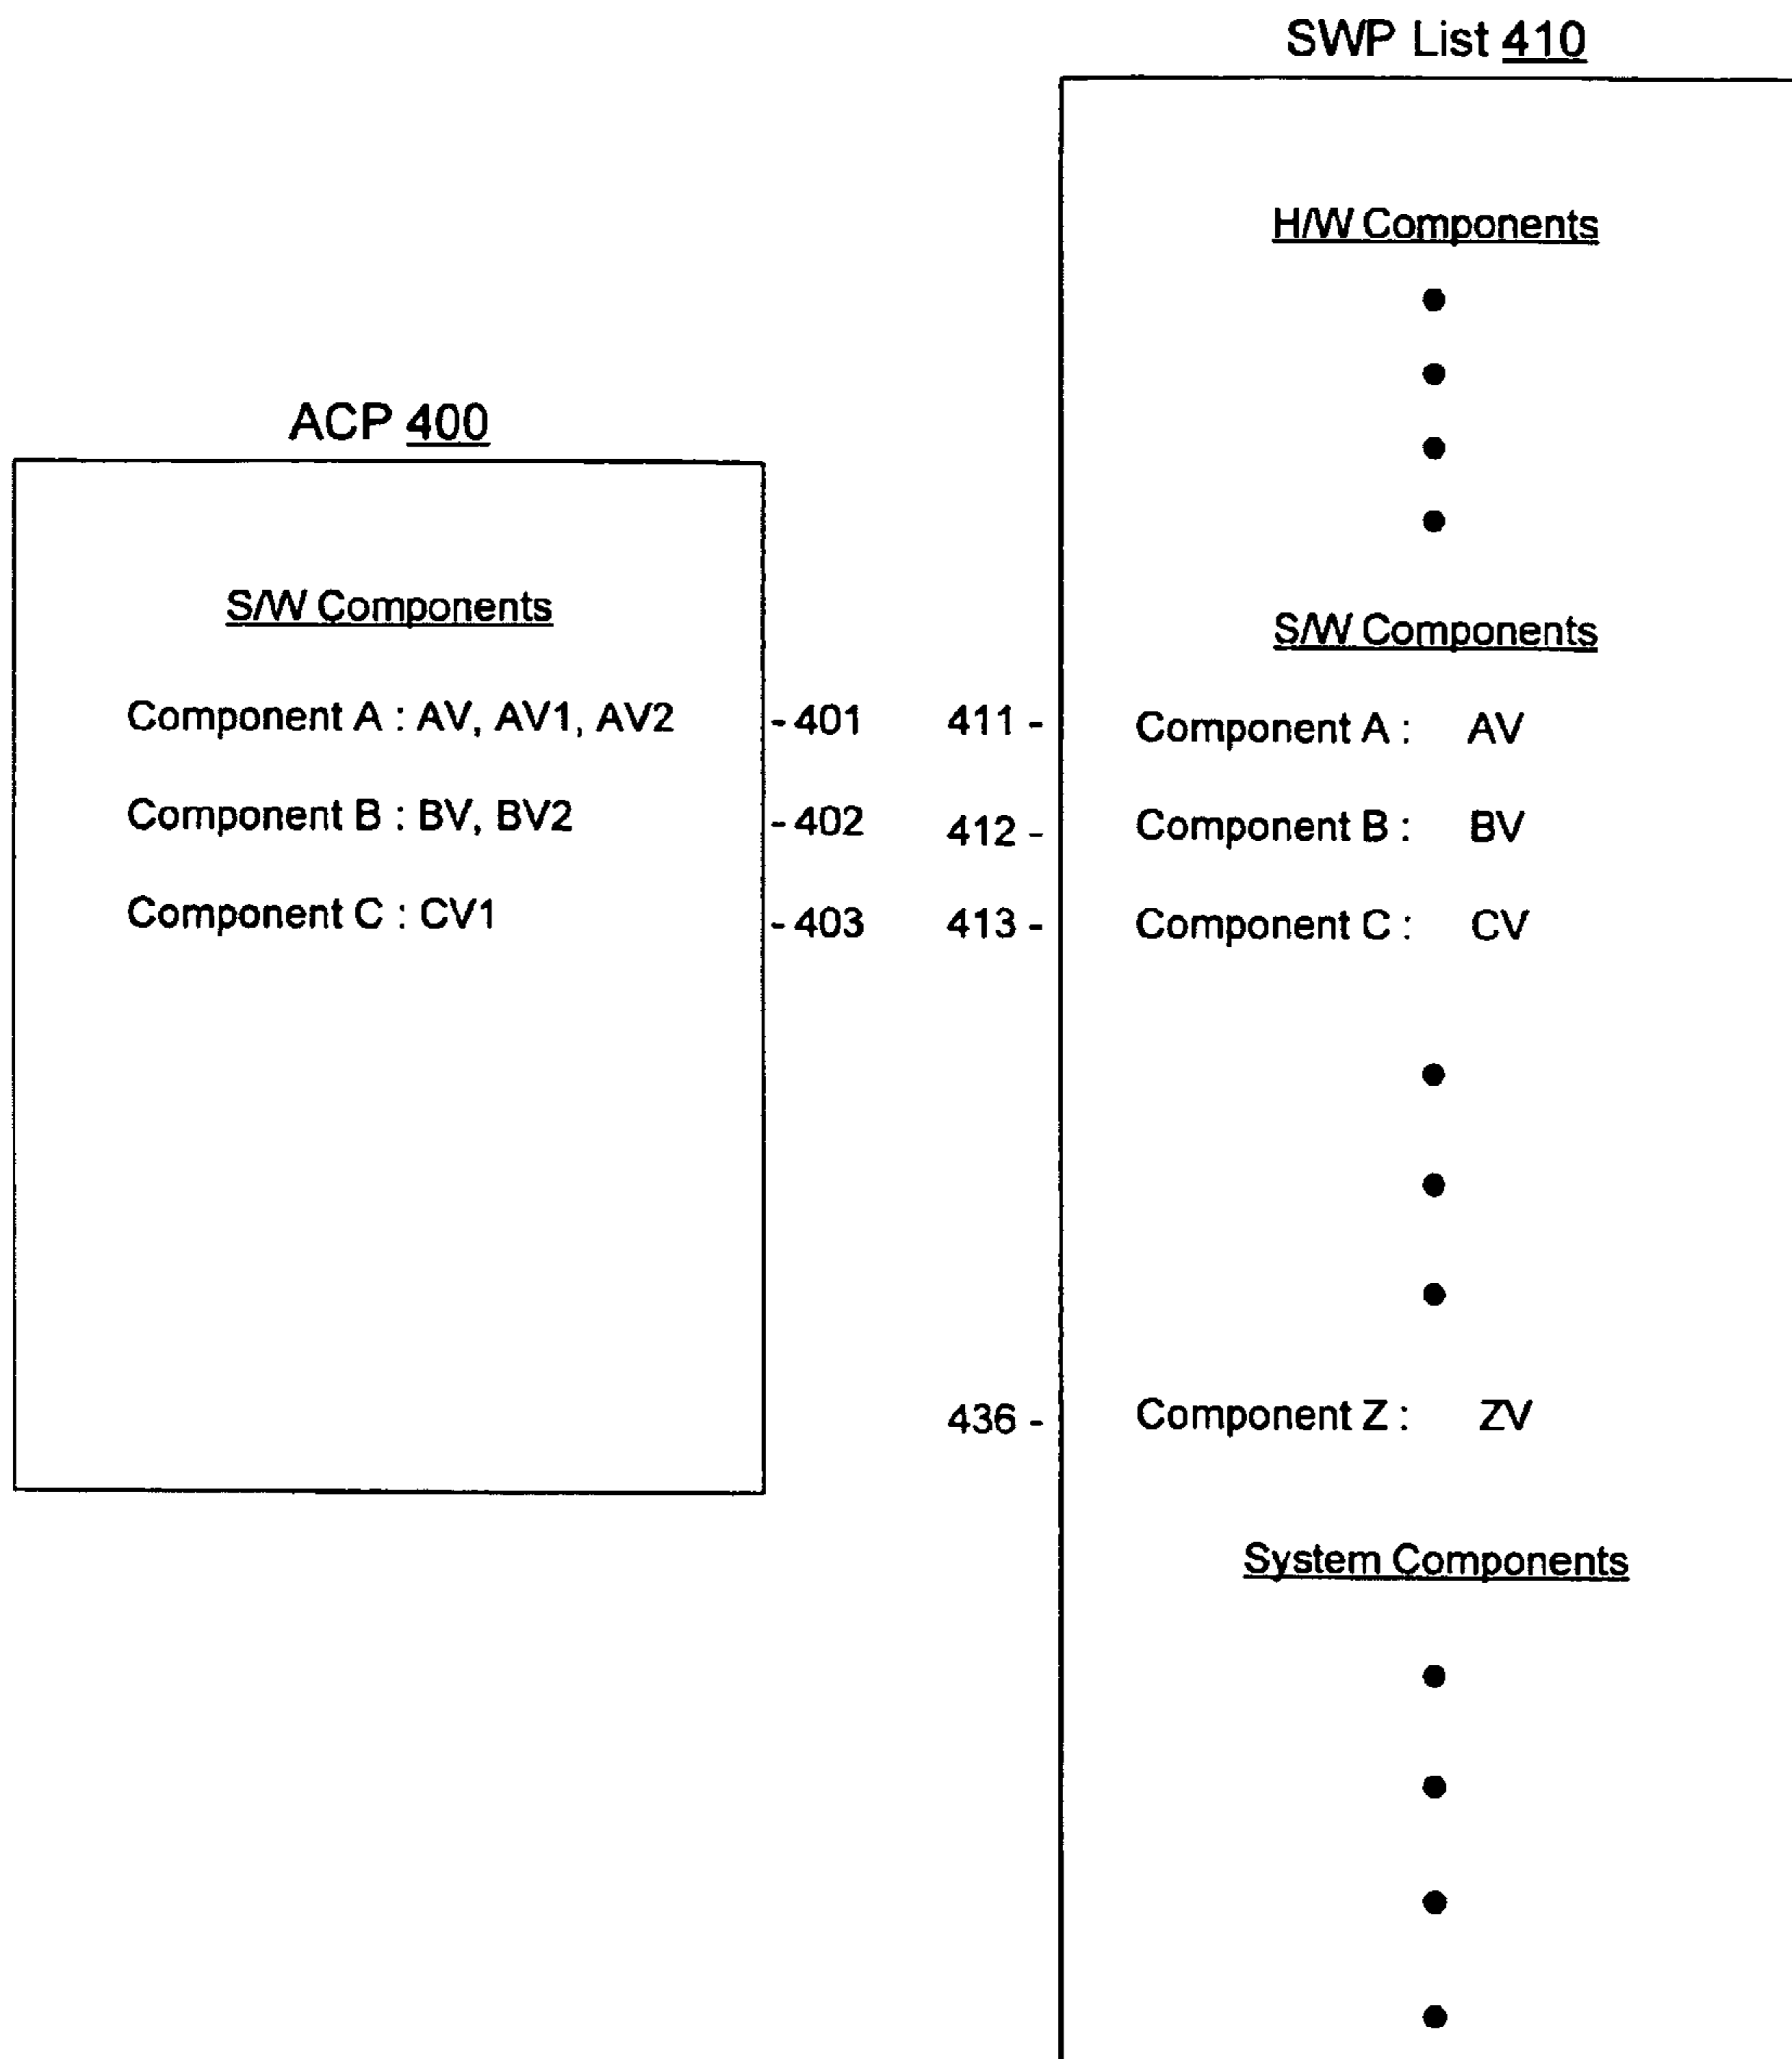 SWP List 410
H/W Components
ACP 400
S/W Components
Component A : AV, AV1, AV2
- 401
Component B : BV, BV2
- 402
Component C : CV1
- 403
S/W Components
411 -
Component A : AV
412 -
Component B : BV
413 -
Component C : CV
436 -
Component Z : ZV
System Components